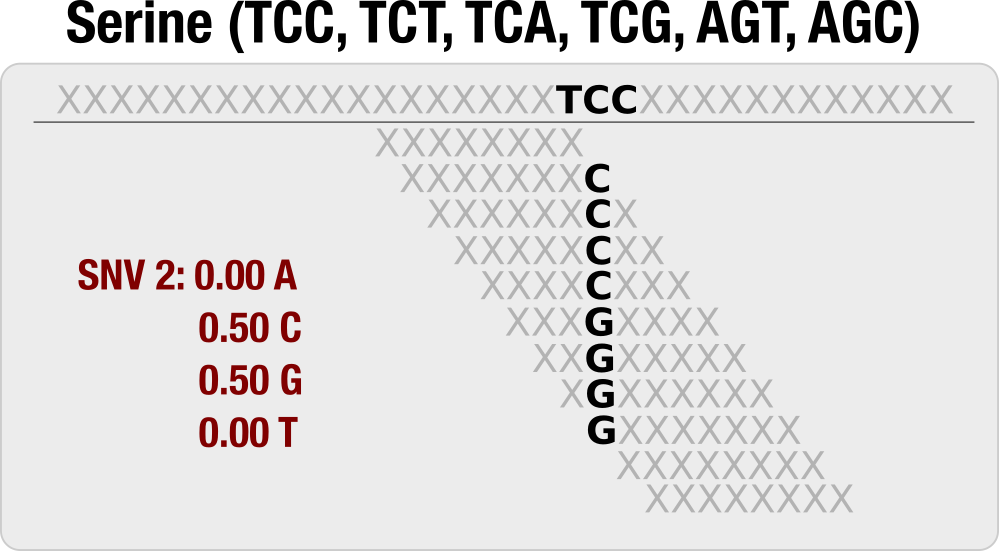 Serine (TCC, TCT, TCA, TCG, AGT, AGC)
XXXXXXXXXXXXXXXXXXXTCCXXXXXXXXXXXX
XXXXXXXX
XXXXXXXC
XXXXXXCX
XXXXXCXX
XXXXCXXX
XXXGXXXX
XXGXXXXX
XGXXXXXX
GXXXXXXX
XXXXXXXX
XXXXXXXX
SNV 2: 0.00 A
0.50 C
0.50 G
0.00 T